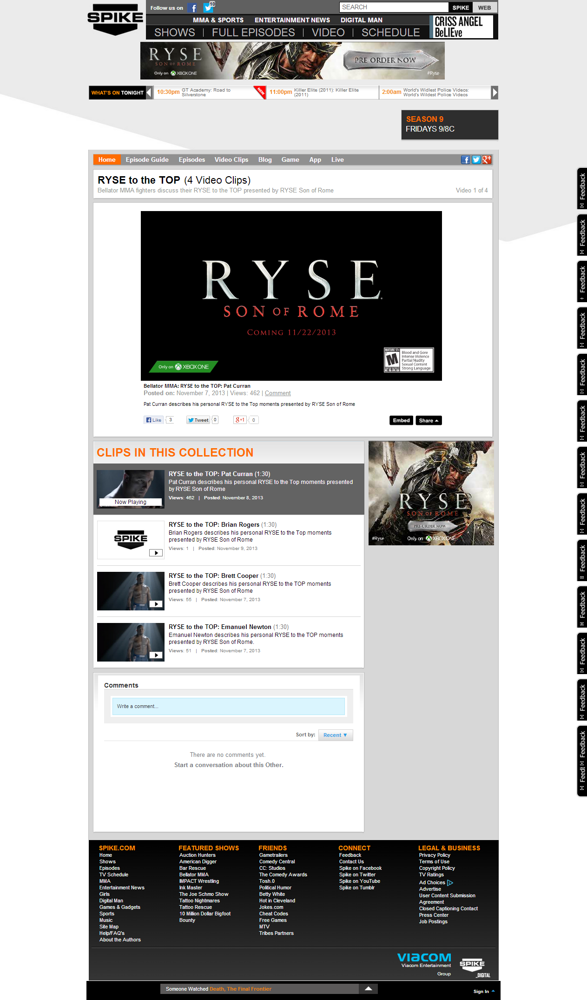 SPIKE
Follow us on
10
SEARCH
SPIKE
WEB
MMA & SPORTS
ENTERTAINMENT NEWS
DIGITAL MAN
SHOWS | FULL EPISODES | VIDEO | SCHEDULE
CRISS ANGEL
BeLIEve
RYSE
SON OF ROME
Only on XBOX ONE
PRE ORDER NOW
#Ryse
WHAT'S ON TONIGHT
10:30pm
GT Academy: Road to
Silverstone
NEW
11:00pm
Killer Elite (2011): Killer Elite
(2011)
2:00am
World's Widlest Police Videos:
World's Wildest Police Videos
SEASON 9
FRIDAYS 9/8C
Home
Episode Guide
Episodes
Video Clips
Blog
Game
App
Live
RYSE to the TOP (4 Video Clips)
Bellator MMA fighters discuss their RYSE to the TOP presented by RYSE Son of Rome
Video 1 of 4
RYSE
SON OF ROME
COMING 11/22/2013
Only on XBOX ONE
MATURE 17+
M
CONTENT RATED BY
ESRB
Blood and Gore
Intense Violence
Partial Nudity
Sexual Content
Strong Language
Bellator MMA: RYSE to the TOP: Pat Curran
Posted on: November 7, 2013 | Views: 462 | Comment
Pat Curran describes his personal RYSE to the Top moments presented by RYSE Son of Rome
Like
3
Tweet
0
+1
0
Embed
Share
CLIPS IN THIS COLLECTION
RYSE to the TOP: Pat Curran (1:30)
Pat Curran describes his personal RYSE to the Top moments presented
by RYSE Son of Rome
Views: 462 | Posted: November 8, 2013
Now Playing
RYSE to the TOP: Brian Rogers (1:30)
Brian Rogers describes his personal RYSE to the Top moments
presented by RYSE Son of Rome
Views: 1 | Posted: November 9, 2013
SPIKE
RYSE to the TOP: Brett Cooper (1:30)
Brett Cooper describes his personal RYSE to the TOP moments
presented by RYSE Son of Rome
Views: 55 | Posted: November 7, 2013
RYSE to the TOP: Emanuel Newton (1:30)
Emanuel Newton describes his personal RYSE to the TOP moments
presented by RYSE Son of Rome.
Views: 51 | Posted: November 7, 2013
RYSE
SON OF ROME
PRE-ORDER NOW
#Ryse
Only on XBOX ONE
Comments
Write a comment...
Sort by:
Recent ▼
There are no comments yet.
Start a conversation about this Other.
[+] Feedback
[+] Feedback
+ Feedback
[-] Feedback
[-] Feedback
[-] Feedback
[-] Feedback
[-] Feedback
Feedback
[+] Feedback
[+] Feedback
[+] Feedback
[+] Feedback
[+] Feedb
SPIKE.COM
Home
Shows
Episodes
TV Schedule
MMA
Entertainment News
Girls
Digital Man
Games & Gadgets
Sports
Music
Site Map
Help/FAQ's
About the Authors
FEATURED SHOWS
Auction Hunters
American Digger
Bar Rescue
Bellator MMA
IMPACT Wrestling
Ink Master
The Joe Schmo Show
Tattoo Nightmares
Tattoo Rescue
10 Million Dollar Bigfoot
Bounty
FRIENDS
Gametrailers
Comedy Central
CC: Studios
The Comedy Awards
Tosh.0
Political Humor
Betty White
Hot in Cleveland
Jokes.com
Cheat Codes
Free Games
MTV
Tribes Partners
CONNECT
Feedback
Contact Us
Spike on Facebook
Spike on Twitter
Spike on YouTube
Spike on Tumblr
LEGAL & BUSINESS
Privacy Policy
Terms of Use
Copyright Policy
TV Ratings
Ad Choices
Advertise
User Content Submission
Agreement
Closed Captioning Contact
Press Center
Job Postings
VIACOM
Viacom Entertainment
Group
SPIKE
_DIGITAL
Someone Watched Death, The Final Frontier
Sign In